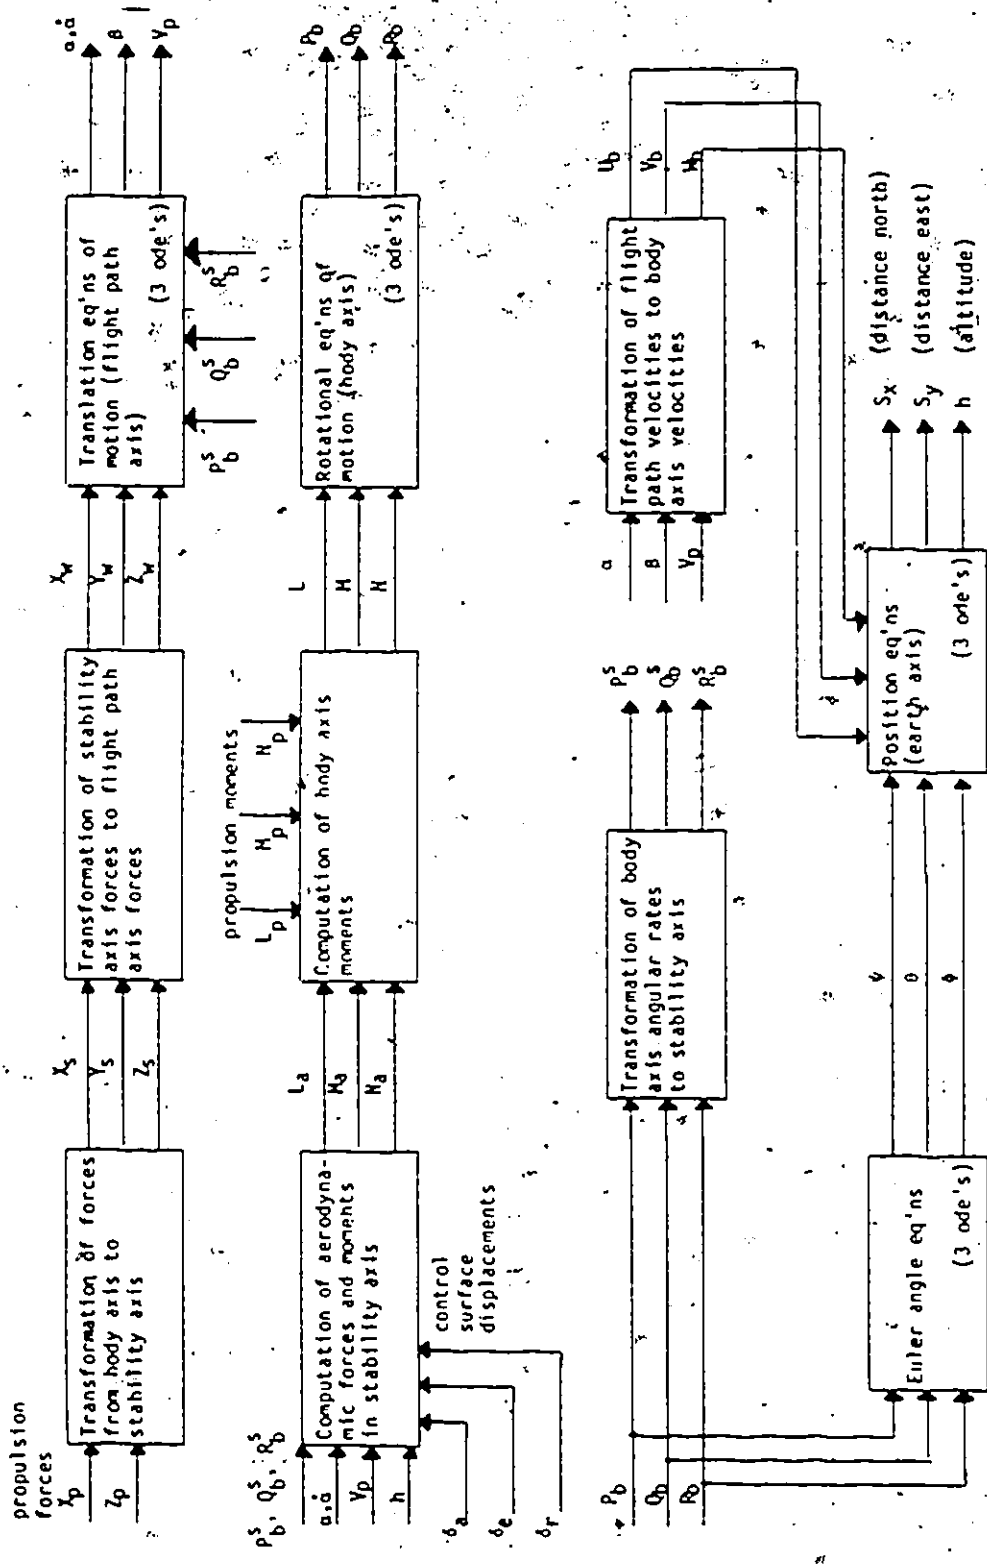 propulsion
forces
X_p
Z_p
Transformation of forces
from body axis to
stability axis
X_s
Y_s
Z_s
Transformation of stability
axis forces to flight path
axis forces
X_w
Y_w
Z_w
Translation eq'ns of
motion (flight path
axis)
(3 ode's)
P_b^s
Q_b^s
R_b^s
α,α̇
β
V_p
P_b^s, Q_b^s, R_b^s
α,α̇
V_p
h
δ_a
δ_e
δ_r
control
surface
displacements
Computation of aerodyna-
mic forces and moments
in stability axis
L_a
M_a
N_a
propulsion moments
L_p
M_p
N_p
Computation of body axis
moments
L
M
N
Rotational eq'ns of
motion (body axis)
(3 ode's)
P_b
Q_b
R_b
P_b
Q_b
R_b
Transformation of body
axis angular rates
to stability axis
P_b^s
Q_b^s
R_b^s
α
β
V_p
Transformation of flight
path velocities to body
axis velocities
U_b
V_b
W_b
Euler angle eq'ns
(3 ode's)
ψ
θ
φ
Position eq'ns
(earth axis)
(3 ode's)
S_x (distance north)
S_y (distance east)
h (altitude)